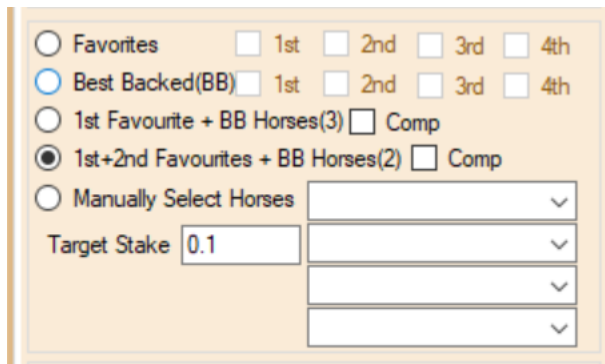 Favorites 1st 2nd 3rd 4th
Best Backed(BB) 1st 2nd 3rd 4th
1st Favourite + BB Horses(3) Comp
1st+2nd Favourites + BB Horses(2) Comp
Manually Select Horses
Target Stake 0.1